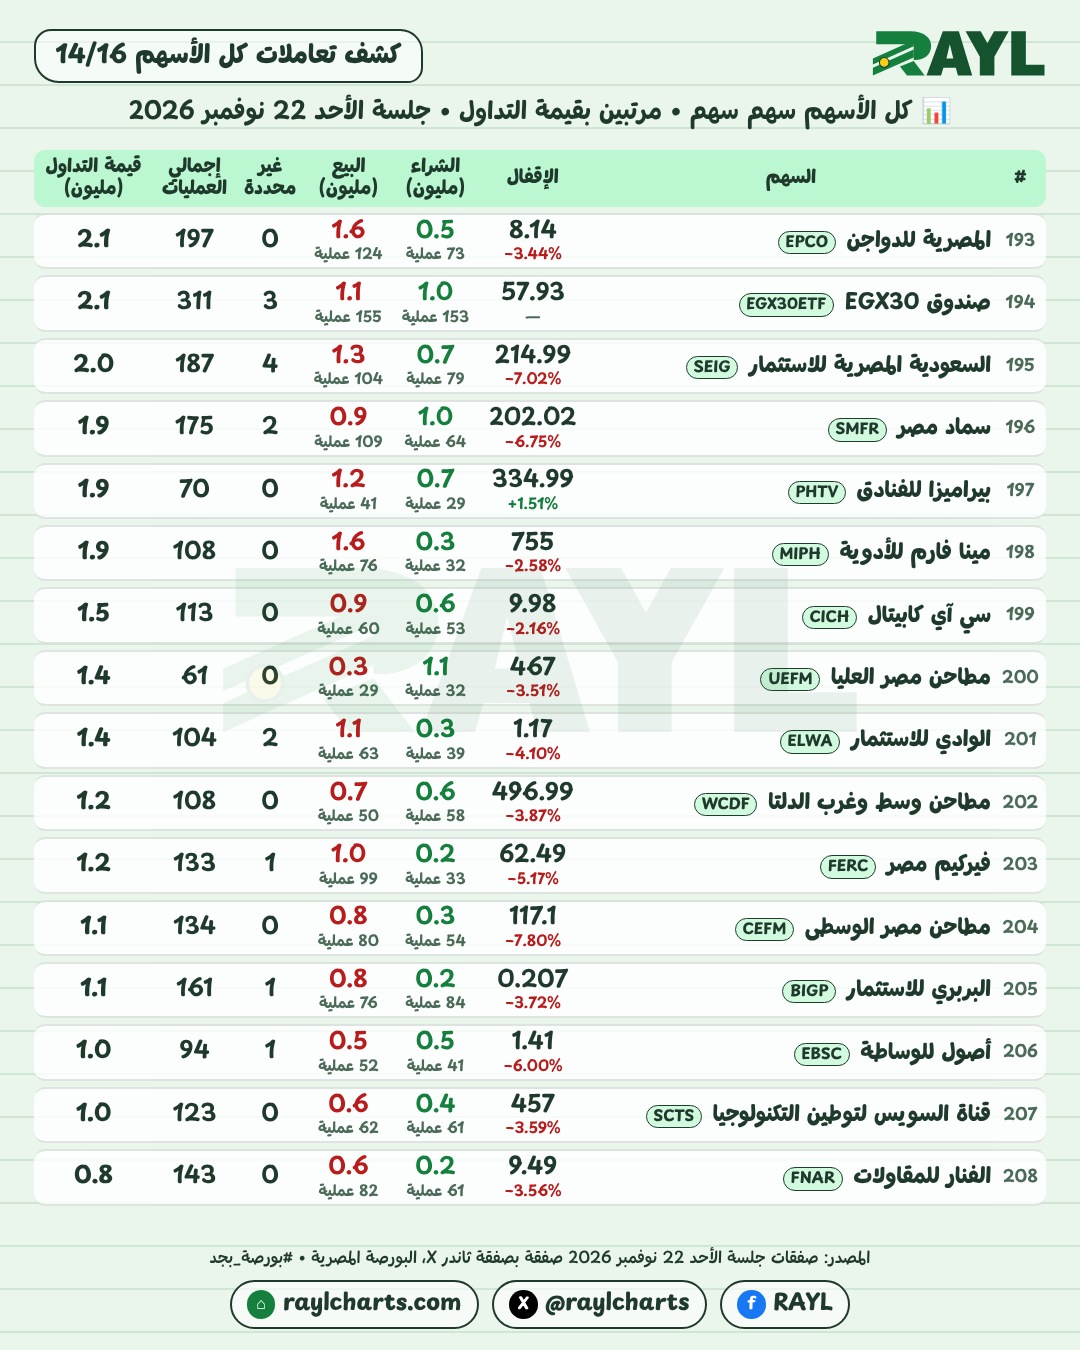 RAYL
كشف تعاملات كل الأسهم 14/16
📊 كل الأسهم سهم سهم • مرتبين بقيمة التداول • جلسة الأحد 22 نوفمبر 2026
# السهم الإقفال الشراء (مليون) البيع (مليون) غير محددة إجمالي العمليات قيمة التداول (مليون)
193 المصرية للدواجن EPCO 8.14 0.5 1.6 0 197 2.1
−3.44% 73 عملية 124 عملية
194 صندوق EGX30 EGX30ETF 57.93 1.0 1.1 3 311 2.1
— 153 عملية 155 عملية
195 السعودية المصرية للاستثمار SEIG 214.99 0.7 1.3 4 187 2.0
−7.02% 79 عملية 104 عملية
196 سماد مصر SMFR 202.02 1.0 0.9 2 175 1.9
−6.75% 64 عملية 109 عملية
197 بيراميزا للفنادق PHTV 334.99 0.7 1.2 0 70 1.9
+1.51% 29 عملية 41 عملية
198 مينا فارم للأدوية MIPH 755 0.3 1.6 0 108 1.9
−2.58% 32 عملية 76 عملية
199 سي آي كابيتال CICH 9.98 0.6 0.9 0 113 1.5
−2.16% 53 عملية 60 عملية
200 مطاحن مصر العليا UEFM 467 1.1 0.3 0 61 1.4
−3.51% 32 عملية 29 عملية
201 الوادي للاستثمار ELWA 1.17 0.3 1.1 2 104 1.4
−4.10% 39 عملية 63 عملية
202 مطاحن وسط وغرب الدلتا WCDF 496.99 0.6 0.7 0 108 1.2
−3.87% 58 عملية 50 عملية
203 فيركيم مصر FERC 62.49 0.2 1.0 1 133 1.2
−5.17% 33 عملية 99 عملية
204 مطاحن مصر الوسطى CEFM 117.1 0.3 0.8 0 134 1.1
−7.80% 54 عملية 80 عملية
205 البربري للاستثمار BIGP 0.207 0.2 0.8 1 161 1.1
−3.72% 84 عملية 76 عملية
206 أصول للوساطة EBSC 1.41 0.5 0.5 1 94 1.0
−6.00% 41 عملية 52 عملية
207 قناة السويس لتوطين التكنولوجيا SCTS 457 0.4 0.6 0 123 1.0
−3.59% 61 عملية 62 عملية
208 الفنار للمقاولات FNAR 9.49 0.2 0.6 0 143 0.8
−3.56% 61 عملية 82 عملية
المصدر: صفقات جلسة الأحد 22 نوفمبر 2026 صفقة بصفقة ثاندر X، البورصة المصرية • #بورصة_بجد
RAYL @raylcharts raylcharts.com